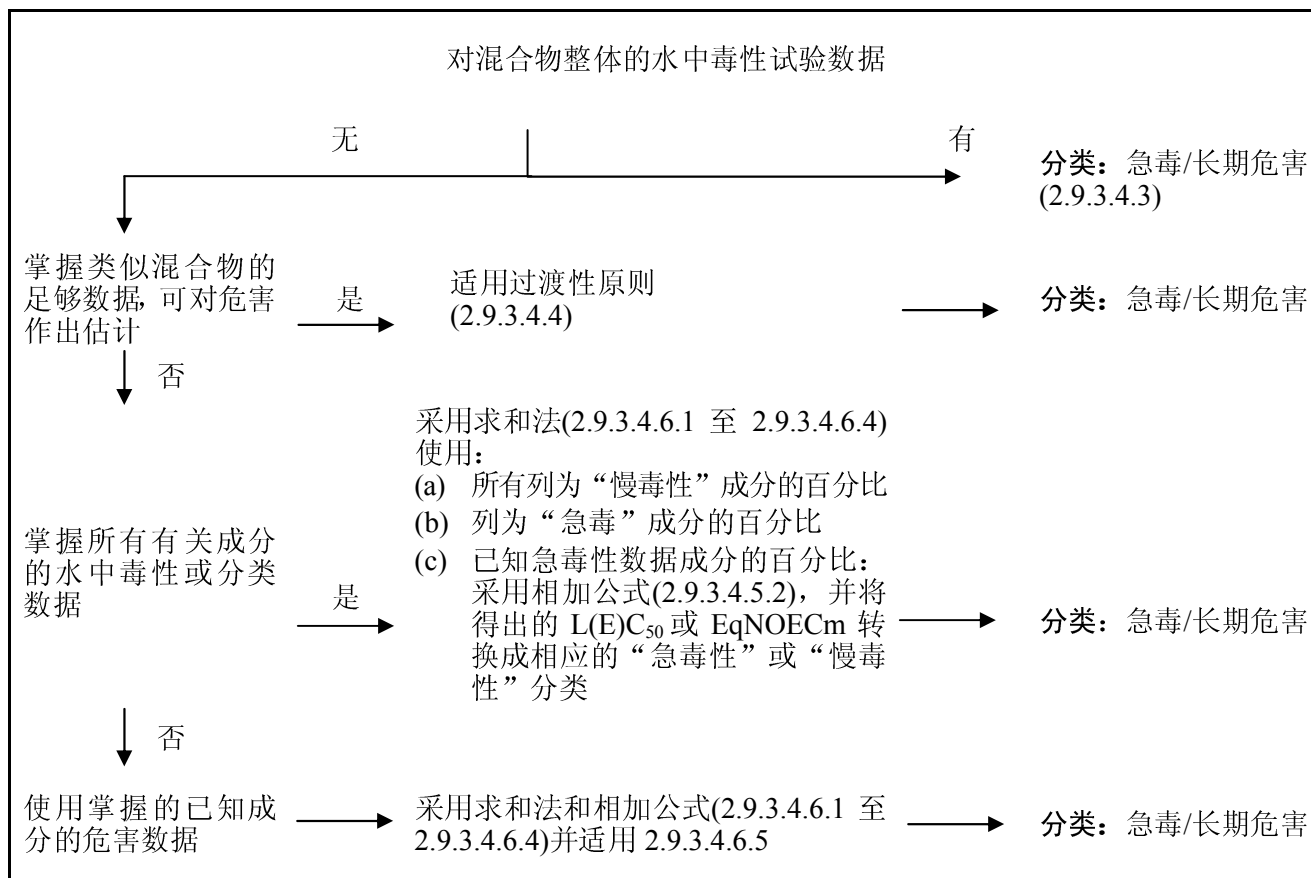 对混合物整体的水中毒性试验数据
无
有
分类：急毒/长期危害
(2.9.3.4.3)
掌握类似混合物的
足够数据，可对危害
作出估计
是
适用过渡性原则
(2.9.3.4.4)
分类：急毒/长期危害
否
采用求和法(2.9.3.4.6.1 至 2.9.3.4.6.4)
使用：
(a) 所有列为“慢毒性”成分的百分比
(b) 列为“急毒”成分的百分比
(c) 已知急毒性数据成分的百分比：
采用相加公式(2.9.3.4.5.2)，并将
得出的 L(E)C₅₀ 或 EqNOECm 转
换成相应的“急毒性”或“慢毒
性”分类
掌握所有有关成分
的水中毒性或分类
数据
是
分类：急毒/长期危害
否
使用掌握的已知成
分的危害数据
采用求和法和相加公式(2.9.3.4.6.1 至
2.9.3.4.6.4)并适用 2.9.3.4.6.5
分类：急毒/长期危害